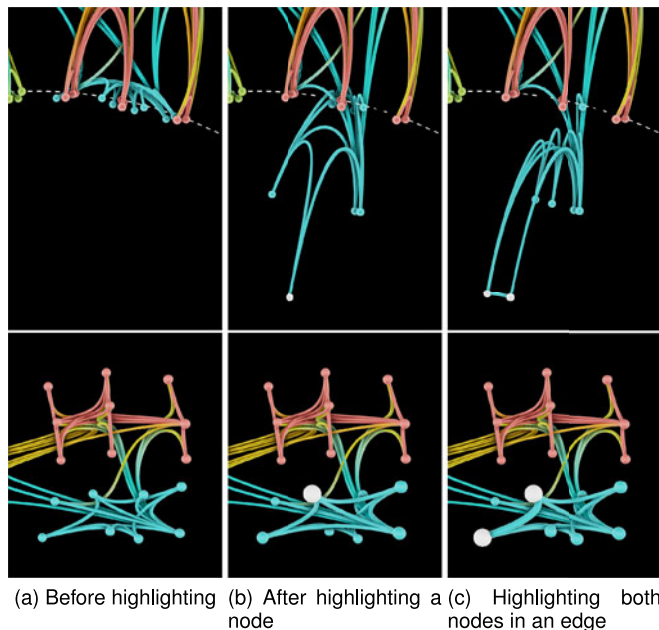 (a) Before highlighting
(b) After highlighting a
node
(c) Highlighting both
nodes in an edge